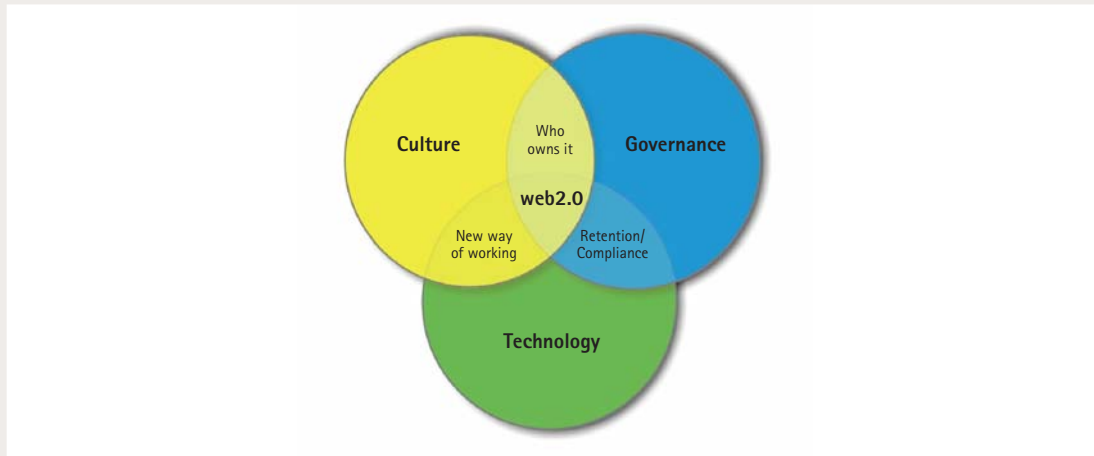 Who
owns it
Culture
Governance
web2.0
New way
of working
Retention/
Compliance
Technology